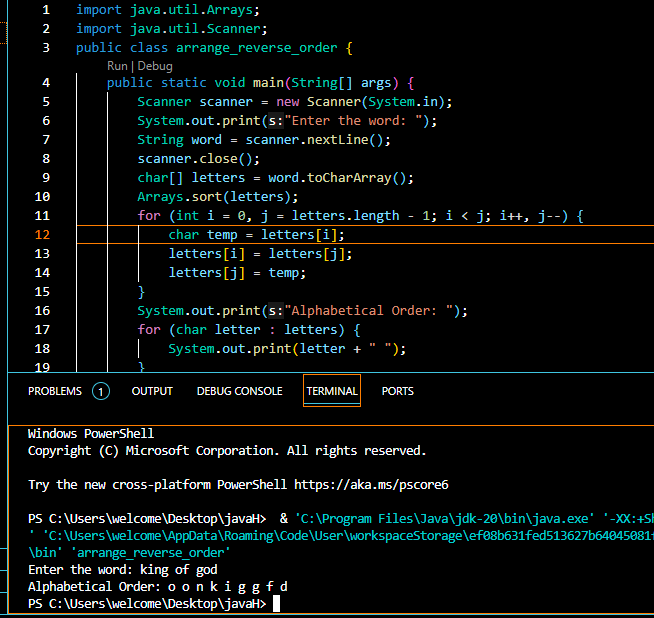 1 import java.util.Arrays;
2 import java.util.Scanner;
3 public class arrange_reverse_order {
Run | Debug
4 public static void main(String[] args) {
5 Scanner scanner = new Scanner(System.in);
6 System.out.print(s:"Enter the word: ");
7 String word = scanner.nextLine();
8 scanner.close();
9 char[] letters = word.toCharArray();
10 Arrays.sort(letters);
11 for (int i = 0, j = letters.length - 1; i < j; i++, j--) {
12 char temp = letters[i];
13 letters[i] = letters[j];
14 letters[j] = temp;
15 }
16 System.out.print(s:"Alphabetical Order: ");
17 for (char letter : letters) {
18 System.out.print(letter + " ");
19 }
PROBLEMS 1 OUTPUT DEBUG CONSOLE TERMINAL PORTS
Windows PowerShell
Copyright (C) Microsoft Corporation. All rights reserved.
Try the new cross-platform PowerShell https://aka.ms/pscore6
PS C:\Users\welcome\Desktop\javaH> & 'C:\Program Files\Java\jdk-20\bin\java.exe' '-XX:+Sh
' 'C:\Users\welcome\AppData\Roaming\Code\User\workspaceStorage\ef08b631fed513627b64045081f
\bin' 'arrange_reverse_order'
Enter the word: king of god
Alphabetical Order: o o n k i g g f d
PS C:\Users\welcome\Desktop\javaH>